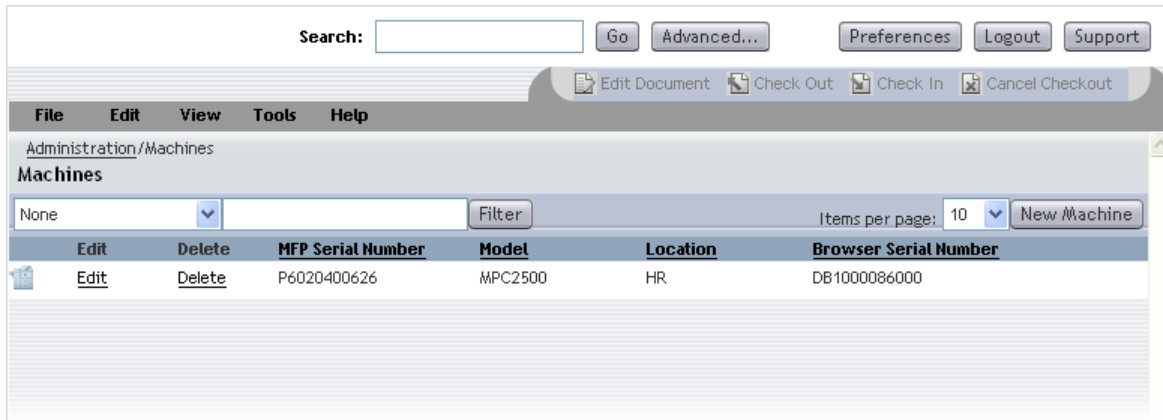 Search: Go Advanced... Preferences Logout Support
Edit Document Check Out Check In Cancel Checkout
File Edit View Tools Help
Administration/Machines
Machines
None Filter Items per page: 10 New Machine
Edit Delete MFP Serial Number Model Location Browser Serial Number
Edit Delete P6020400626 MPC2500 HR DB1000086000